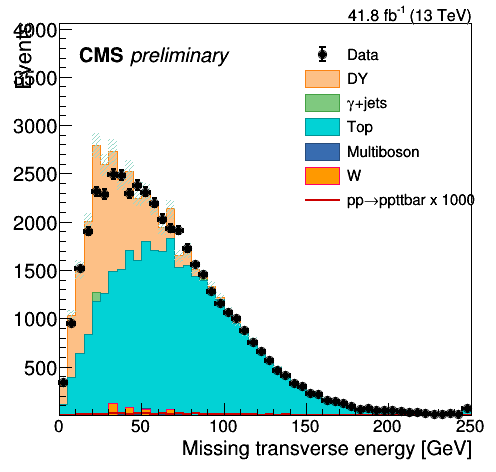 41.8 fb⁻¹ (13 TeV)
Events
CMS preliminary
Data
DY
γ+jets
Top
Multiboson
W
pp→ppttbar x 1000
4000
3500
3000
2500
2000
1500
1000
500
0 50 100 150 200 250
Missing transverse energy [GeV]